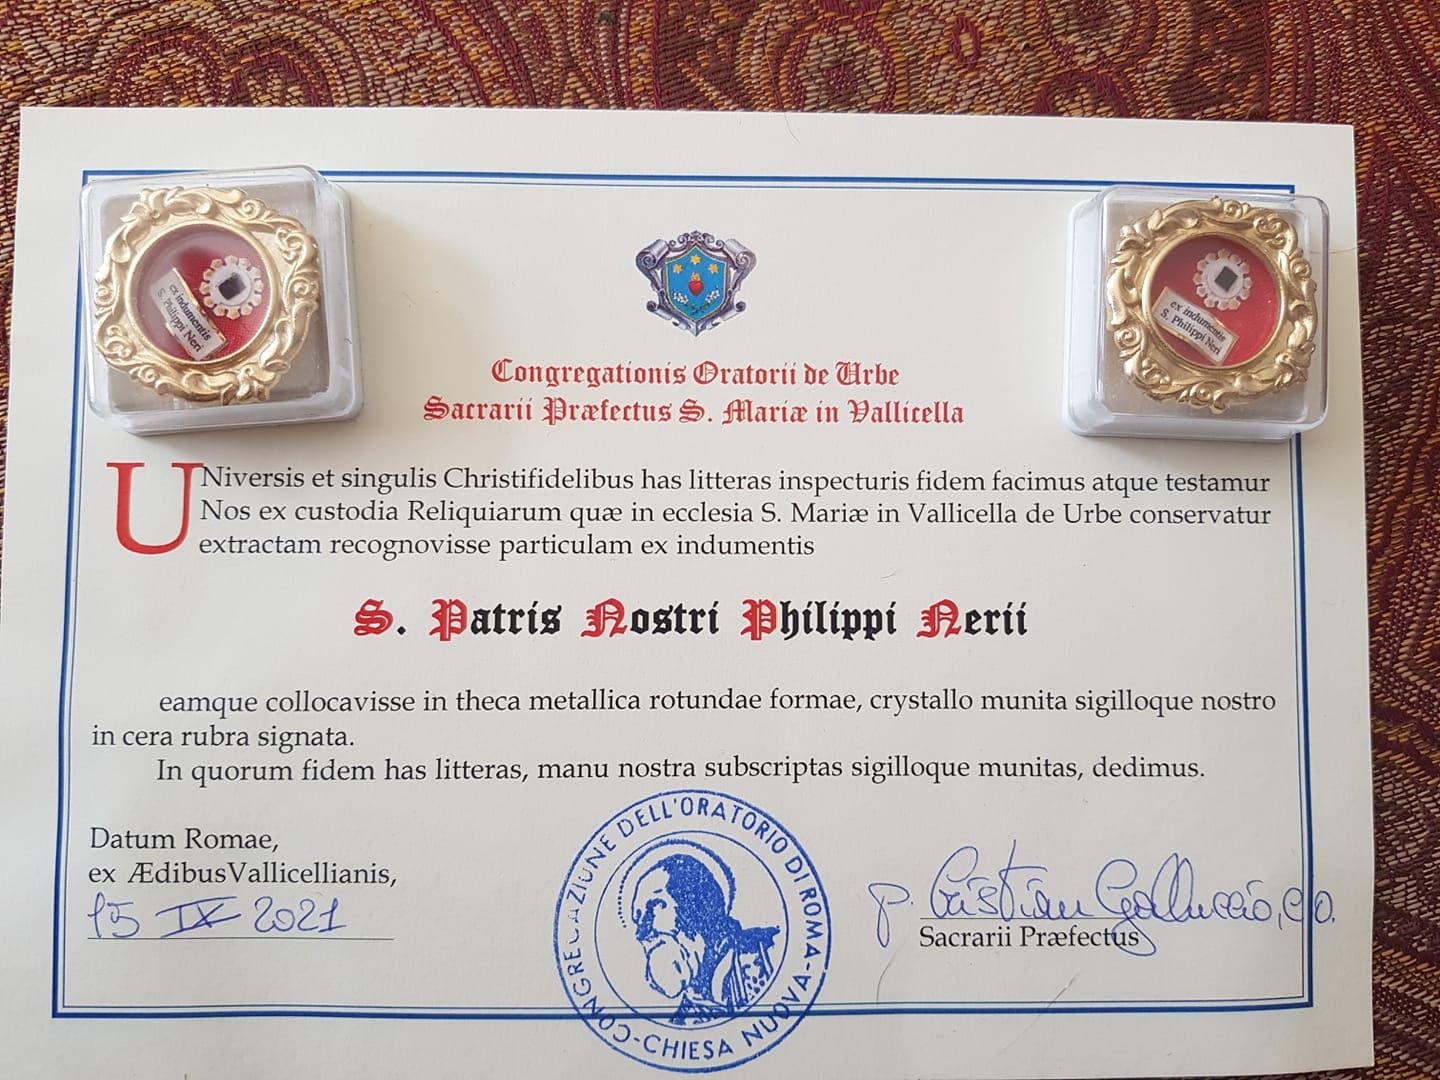 ex indumentis
S. Philippi Neri
ex indumentis
S. Philippi Neri
Congregationis Oratorii de Urbe
Sacrarii Præfectus S. Mariæ in Vallicella
UNiversis et singulis Christifidelibus has litteras inspecturis fidem facimus atque testamur
Nos ex custodia Reliquiarum quæ in ecclesia S. Mariæ in Vallicella de Urbe conservatur
extractam recognovisse particulam ex indumentis
S. Patris Nostri Philippi Nerii
eamque collocavisse in theca metallica rotundae formae, crystallo munita sigilloque nostro
in cera rubra signata.
In quorum fidem has litteras, manu nostra subscriptas sigilloque munitas, dedimus.
Datum Romae,
ex ÆdibusVallicellianis,
15 IX 2021
CONGREGAZIONE DELL'ORATORIO DI ROMA-
-CHIESA NUOVA-
p. Cristian Galluccio, C.O.
Sacrarii Præfectus